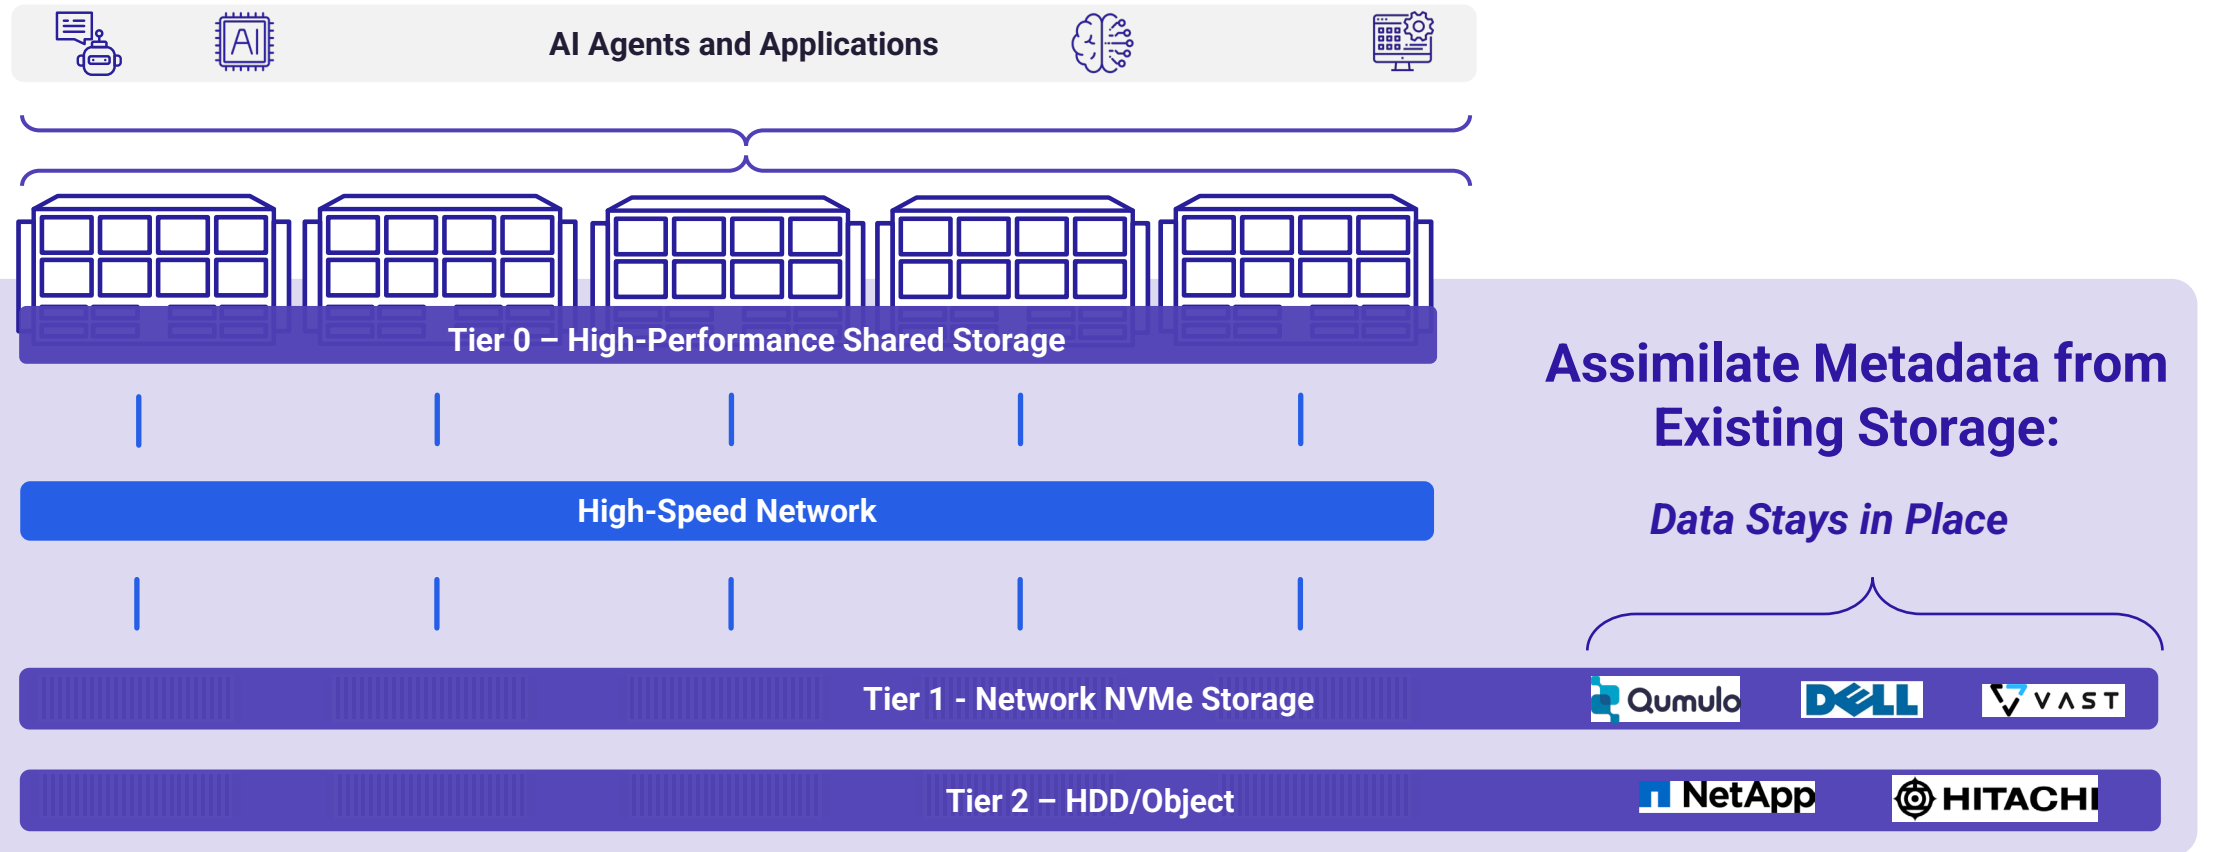 AI
AI Agents and Applications
Tier 0 – High-Performance Shared Storage
Assimilate Metadata from
Existing Storage:
High-Speed Network
Data Stays in Place
Tier 1 - Network NVMe Storage
Qumulo
DELL
VAST
Tier 2 – HDD/Object
NetApp
HITACHI